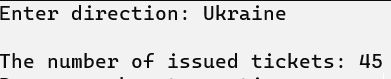 Enter direction: Ukraine
The number of issued tickets: 45